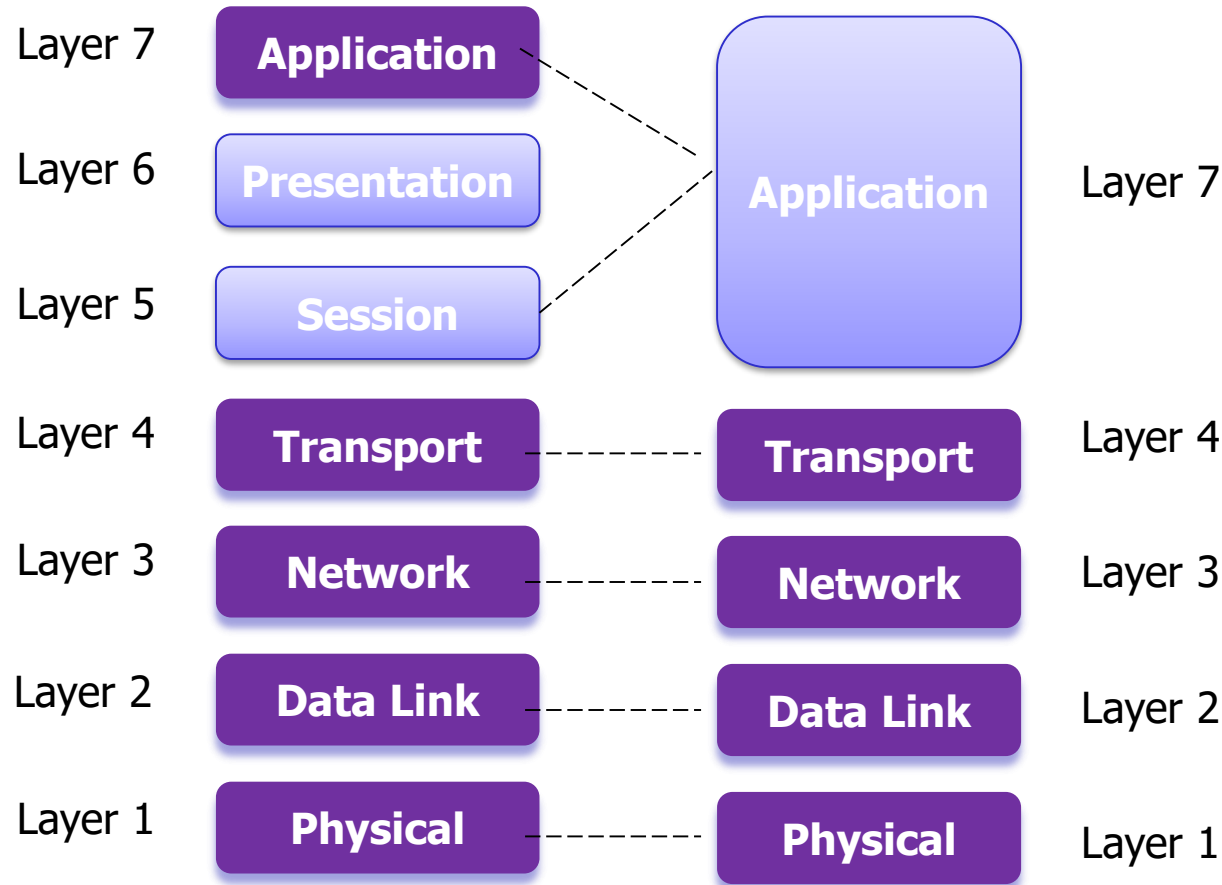 Layer 7
Application
Layer 6
Presentation
Layer 5
Session
Layer 4
Transport
Layer 3
Network
Layer 2
Data Link
Layer 1
Physical
Application
Layer 7
Transport
Layer 4
Network
Layer 3
Data Link
Layer 2
Physical
Layer 1